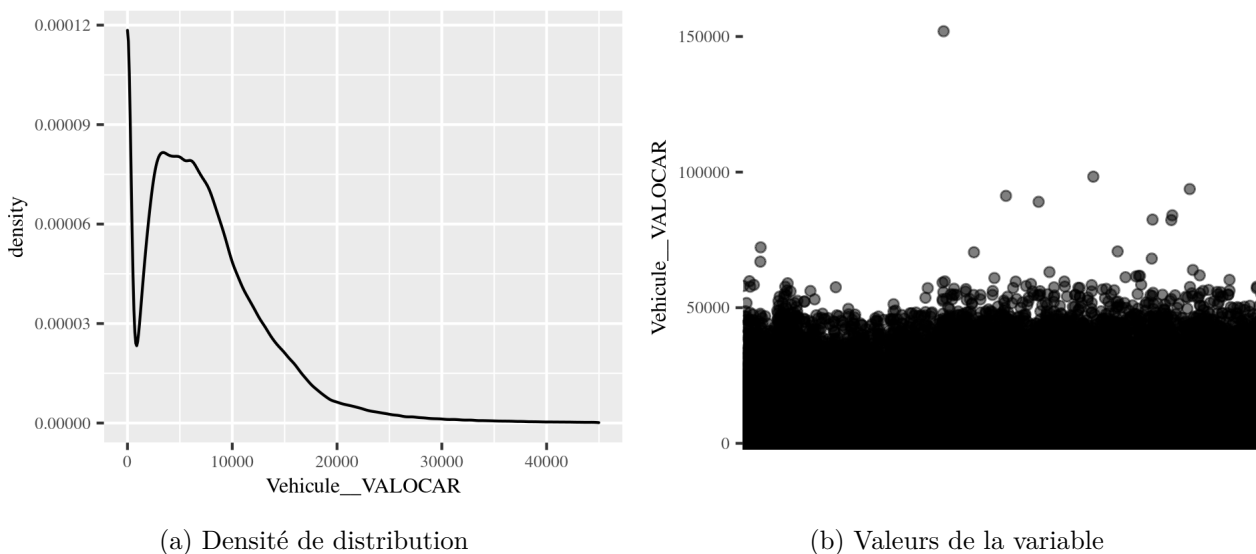 0.00012
0.00009
0.00006
0.00003
0.00000
density
0
10000
20000
30000
40000
Vehicule__VALOCAR
(a) Densité de distribution
150000
100000
50000
0
Vehicule__VALOCAR
(b) Valeurs de la variable